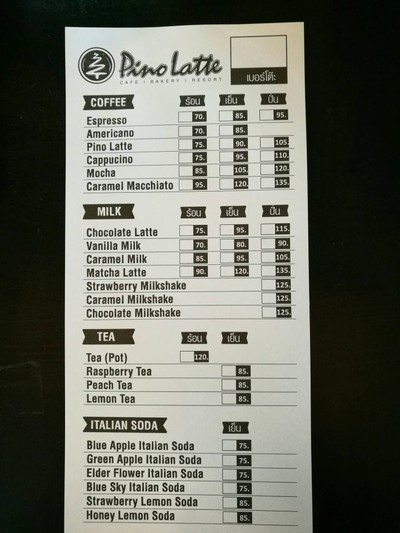 Pino Latte
CAFE | BAKERY | RESORT
เบอร์โต๊ะ
COFFEE ร้อน เย็น ปั่น
Espresso 70. 85. 95.
Americano 70. 85.
Pino Latte 75. 90. 105.
Cappucino 75. 95. 110.
Mocha 85. 105. 120.
Caramel Macchiato 95. 120. 135.
MILK ร้อน เย็น ปั่น
Chocolate Latte 75. 95. 115.
Vanilla Milk 70. 80. 90.
Caramel Milk 85. 95. 105.
Matcha Latte 90. 120. 135.
Strawberry Milkshake 125.
Caramel Milkshake 125.
Chocolate Milkshake 125.
TEA ร้อน เย็น
Tea (Pot) 120.
Raspberry Tea 85.
Peach Tea 85.
Lemon Tea 85.
ITALIAN SODA เย็น
Blue Apple Italian Soda 75.
Green Apple Italian Soda 75.
Elder Flower Italian Soda 75.
Blue Sky Italian Soda 75.
Strawberry Lemon Soda 85.
Honey Lemon Soda 85.